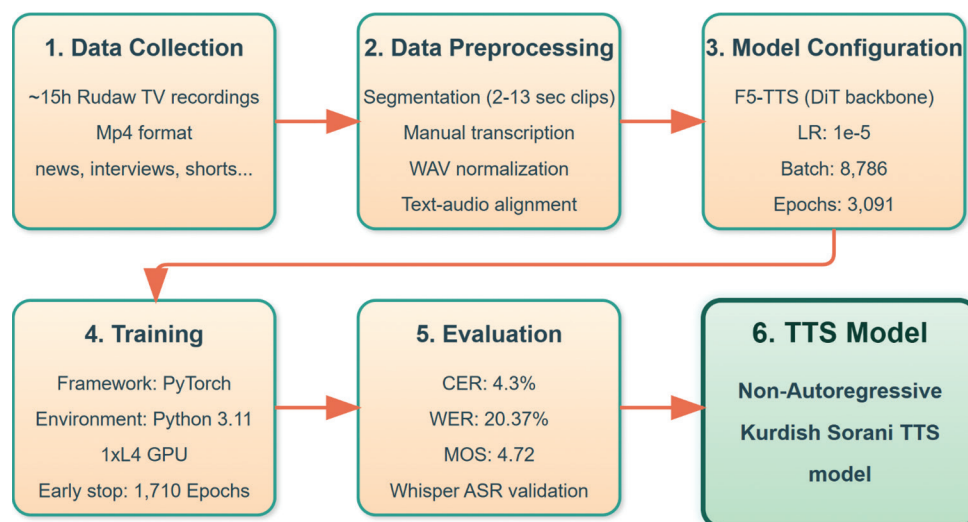 1. Data Collection
~15h Rudaw TV recordings
Mp4 format
news, interviews, shorts...
2. Data Preprocessing
Segmentation (2-13 sec clips)
Manual transcription
WAV normalization
Text-audio alignment
3. Model Configuration
F5-TTS (DiT backbone)
LR: 1e-5
Batch: 8,786
Epochs: 3,091
4. Training
Framework: PyTorch
Environment: Python 3.11
1xL4 GPU
Early stop: 1,710 Epochs
5. Evaluation
CER: 4.3%
WER: 20.37%
MOS: 4.72
Whisper ASR validation
6. TTS Model
Non-Autoregressive
Kurdish Sorani TTS
model